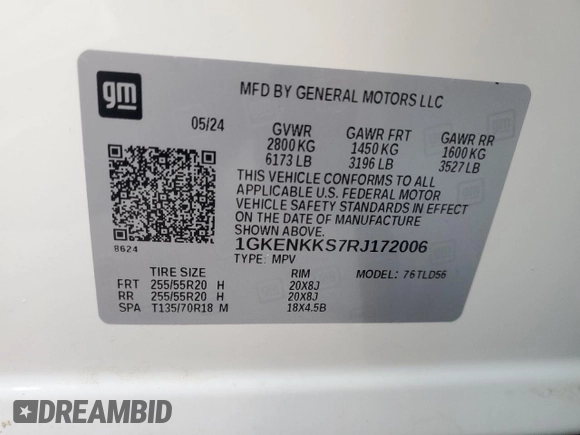 gm
MFD BY GENERAL MOTORS LLC
05/24 GVWR GAWR FRT GAWR RR
2800 KG 1450 KG 1600 KG
6173 LB 3196 LB 3527 LB
THIS VEHICLE CONFORMS TO ALL
APPLICABLE U.S. FEDERAL MOTOR
VEHICLE SAFETY STANDARDS IN EFFECT
ON THE DATE OF MANUFACTURE
SHOWN ABOVE.
8624
1GKENKKS7RJ172006
TYPE: MPV MODEL: 76TLD56
TIRE SIZE RIM
FRT 255/55R20 H 20X8J
RR 255/55R20 H 20X8J
SPA T135/70R18 M 18X4.5B
DREAMBID